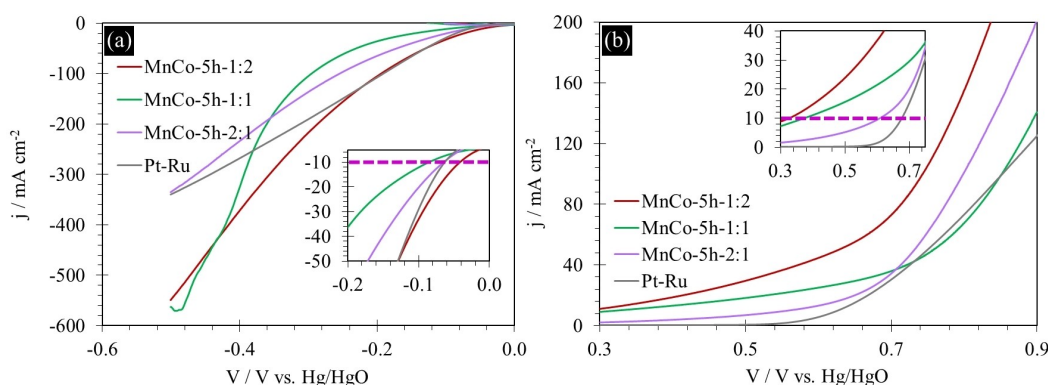 (a)
0
-100
-200
-300
-400
-500
-600
j / mA cm-2
MnCo-5h-1:2
MnCo-5h-1:1
MnCo-5h-2:1
Pt-Ru
-5
-10
-20
-30
-40
-50
-0.2 -0.1 0.0
-0.6 -0.4 -0.2 0.0
V / V vs. Hg/HgO
(b)
200
160
120
80
40
0
j / mA cm-2
40
30
20
10
0
0.3 0.5 0.7
MnCo-5h-1:2
MnCo-5h-1:1
MnCo-5h-2:1
Pt-Ru
0.3 0.5 0.7 0.9
V / V vs. Hg/HgO